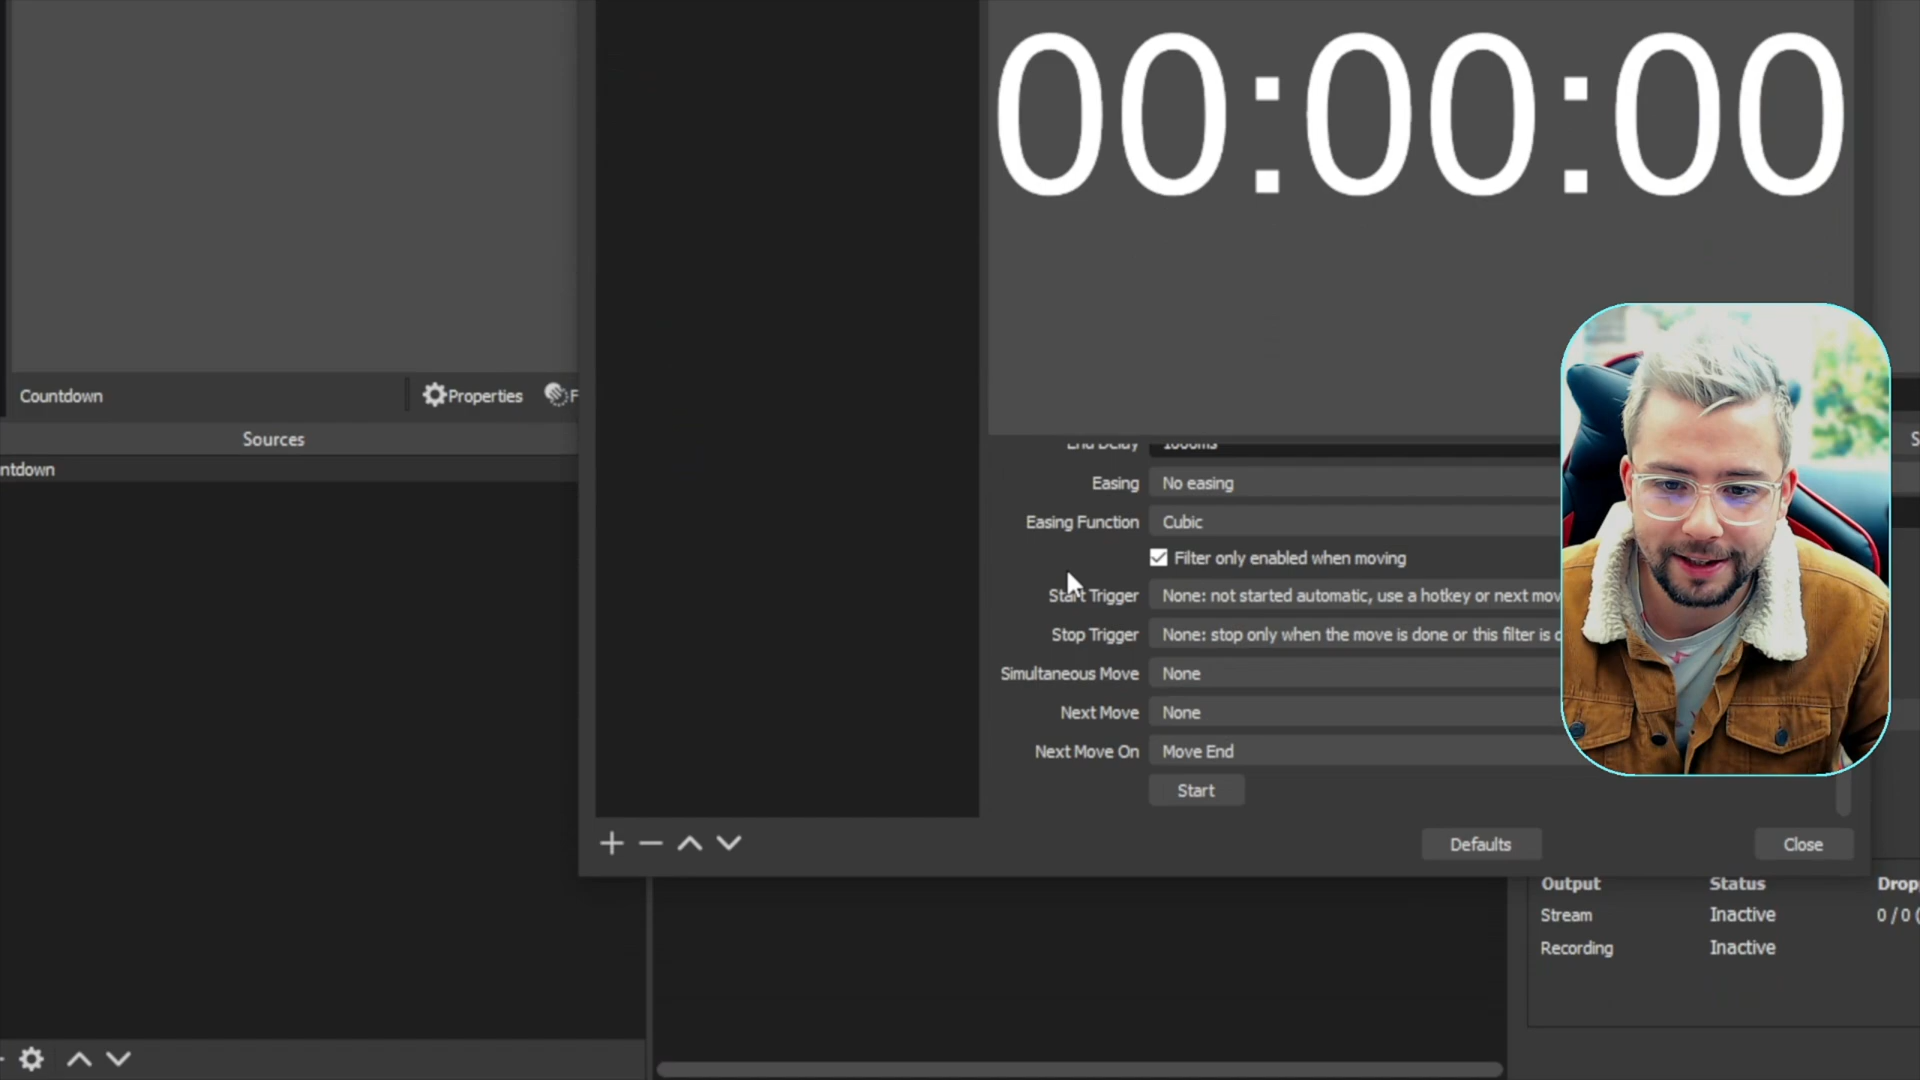 00:00:00
Countdown
Properties
F
Sources
ntdown
End Delay 1000ms
Easing No easing
Easing Function Cubic
Filter only enabled when moving
Start Trigger None: not started automatic, use a hotkey or next mov
Stop Trigger None: stop only when the move is done or this filter is d
Simultaneous Move None
Next Move None
Next Move On Move End
Start
Defaults
Close
S
Output Status Drop
Stream Inactive 0 / 0 (
Recording Inactive